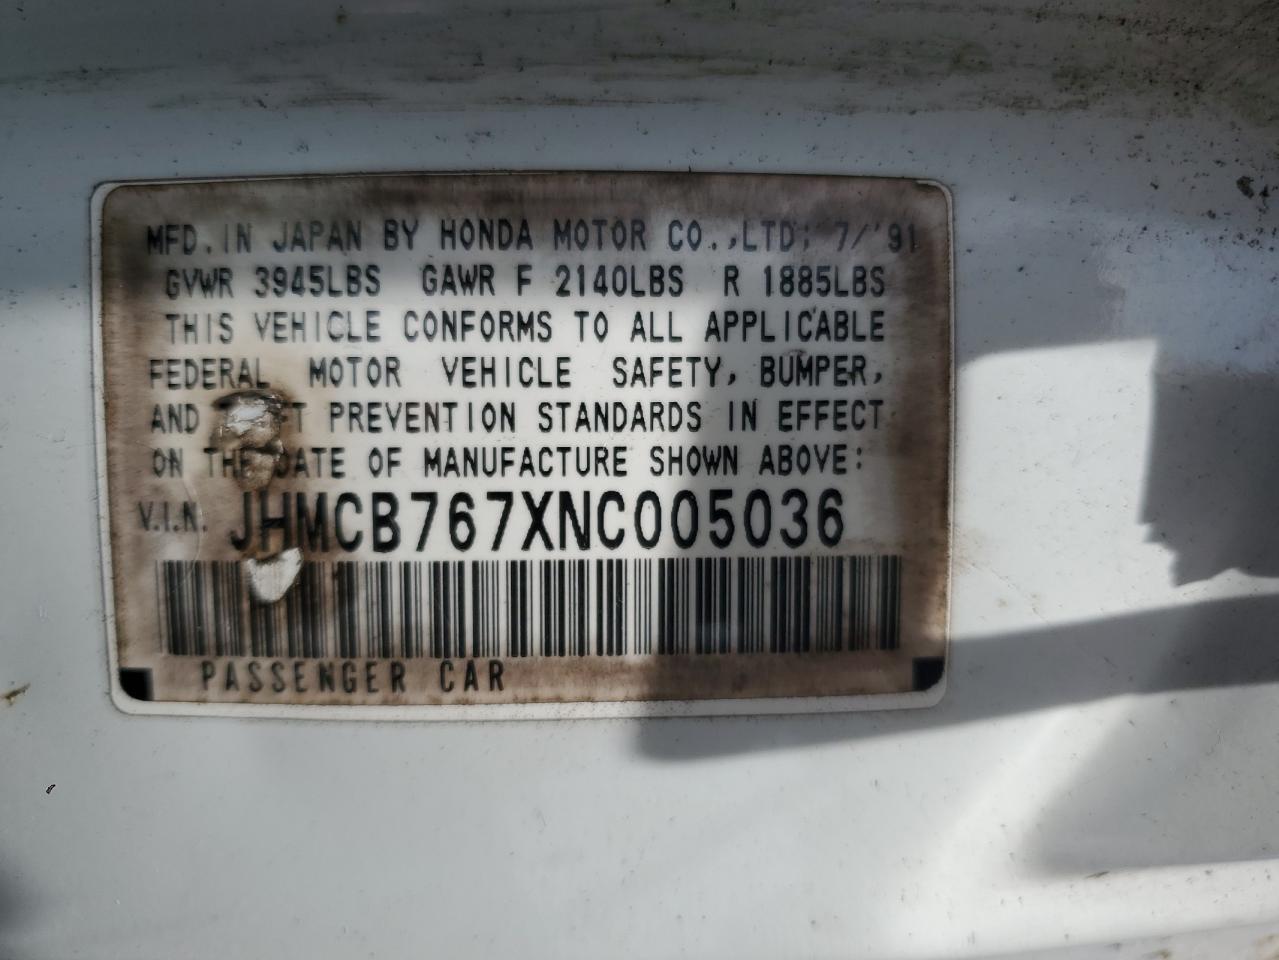 MFD. IN JAPAN BY HONDA MOTOR CO.,LTD; 7/'91
GVWR 3945LBS GAWR F 2140LBS R 1885LBS
THIS VEHICLE CONFORMS TO ALL APPLICABLE
FEDERAL MOTOR VEHICLE SAFETY, BUMPER,
AND PREVENTION STANDARDS IN EFFECT
ON THE DATE OF MANUFACTURE SHOWN ABOVE:
V.I.N. JHMCB767XNC005036
PASSENGER CAR